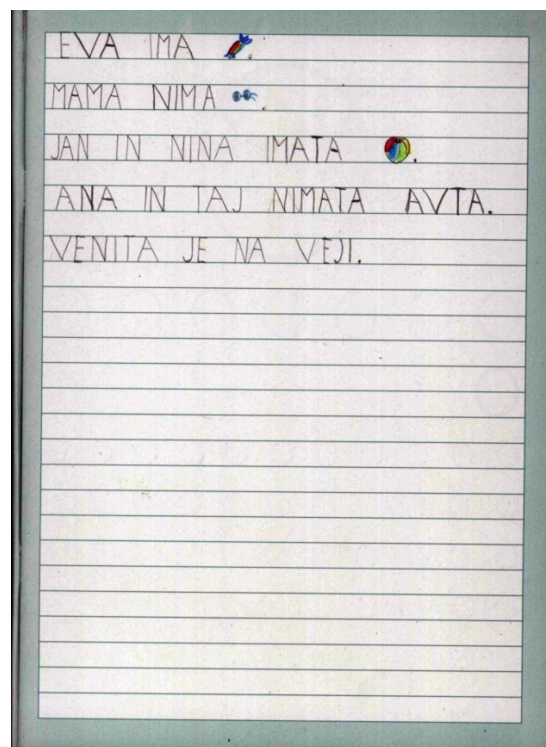 EVA IMA .
MAMA NIMA .
JAN IN NINA IMATA .
ANA IN TAJ NIMATA AVTA.
VENITA JE NA VEJI.